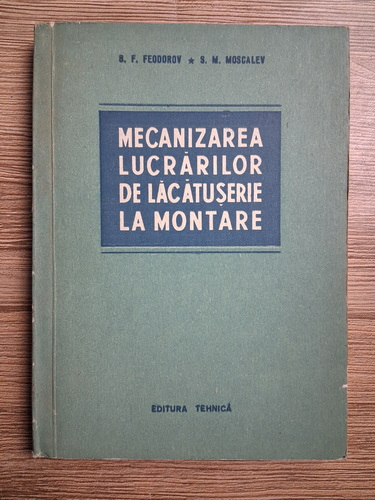 B. F. FEODOROV ★ S. M. MOSCALEV
MECANIZAREA
LUCRĂRILOR
DE LĂCĂTUȘERIE
LA MONTARE
EDITURA TEHNICĂ